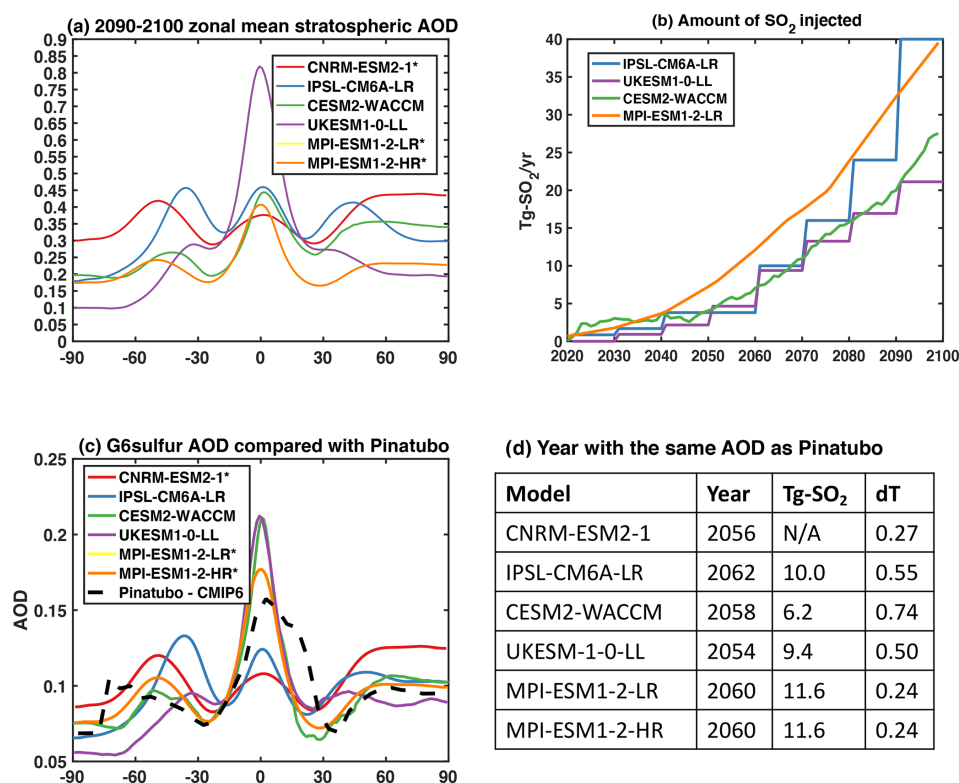 (a) 2090-2100 zonal mean stratospheric AOD
0.9
0.85
0.8
0.75
0.7
0.65
0.6
0.55
0.5
0.45
0.4
0.35
0.3
0.25
0.2
0.15
0.1
0.05
0
-90 -60 -30 0 30 60 90
CNRM-ESM2-1*
IPSL-CM6A-LR
CESM2-WACCM
UKESM1-0-LL
MPI-ESM1-2-LR*
MPI-ESM1-2-HR*
(b) Amount of SO2 injected
Tg-SO2/yr
40
35
30
25
20
15
10
5
0
2020 2030 2040 2050 2060 2070 2080 2090 2100
IPSL-CM6A-LR
UKESM1-0-LL
CESM2-WACCM
MPI-ESM1-2-LR
(c) G6sulfur AOD compared with Pinatubo
AOD
0.25
0.2
0.15
0.1
0.05
-90 -60 -30 0 30 60 90
CNRM-ESM2-1*
IPSL-CM6A-LR
CESM2-WACCM
UKESM1-0-LL
MPI-ESM1-2-LR*
MPI-ESM1-2-HR*
Pinatubo - CMIP6
(d) Year with the same AOD as Pinatubo
Model Year Tg-SO2 dT
CNRM-ESM2-1 2056 N/A 0.27
IPSL-CM6A-LR 2062 10.0 0.55
CESM2-WACCM 2058 6.2 0.74
UKESM-1-0-LL 2054 9.4 0.50
MPI-ESM1-2-LR 2060 11.6 0.24
MPI-ESM1-2-HR 2060 11.6 0.24